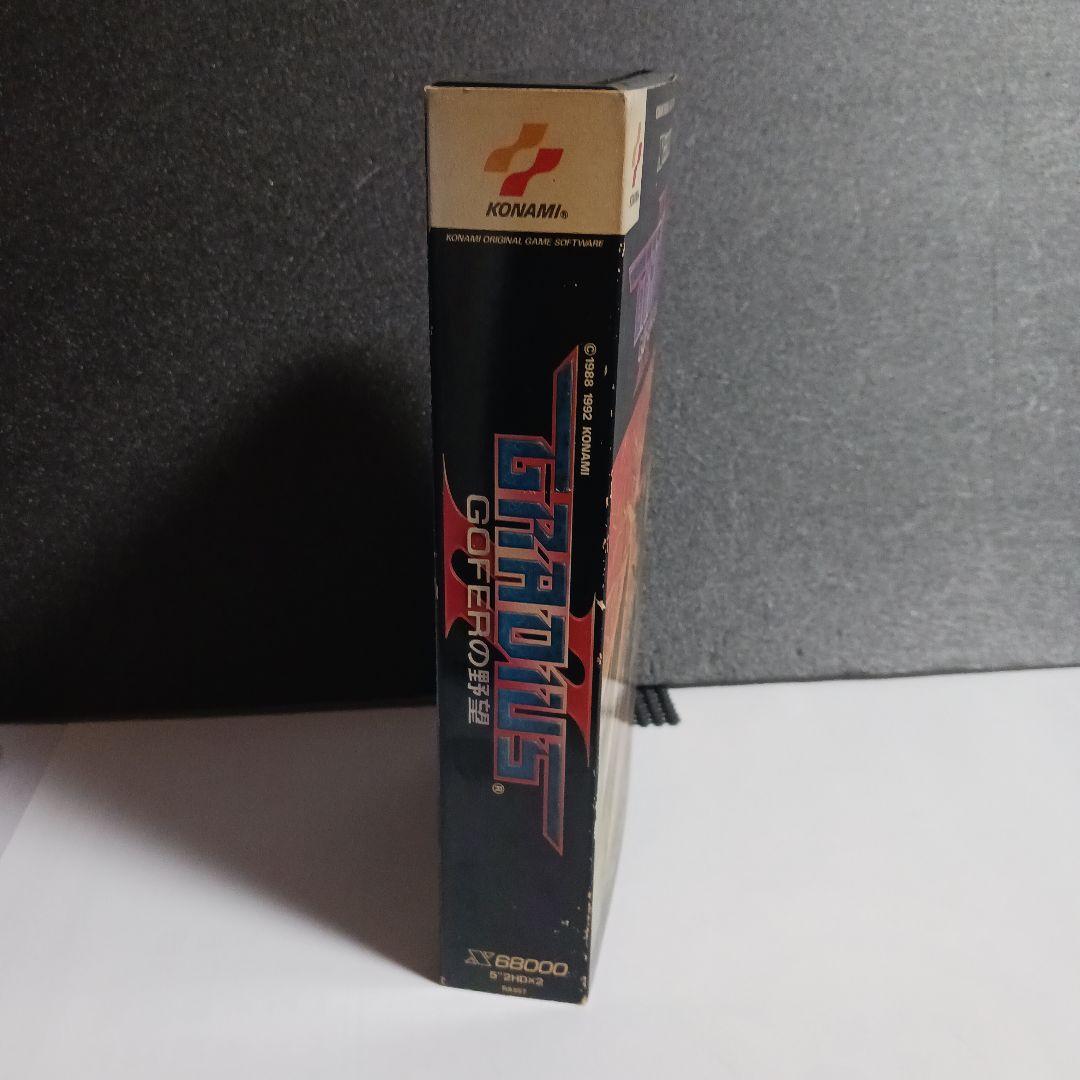 KONAMI®
KONAMI ORIGINAL GAME SOFTWARE
©1988 1992 KONAMI
GRADIUS®
II
GOFERの野望
X68000
5"2HD×2